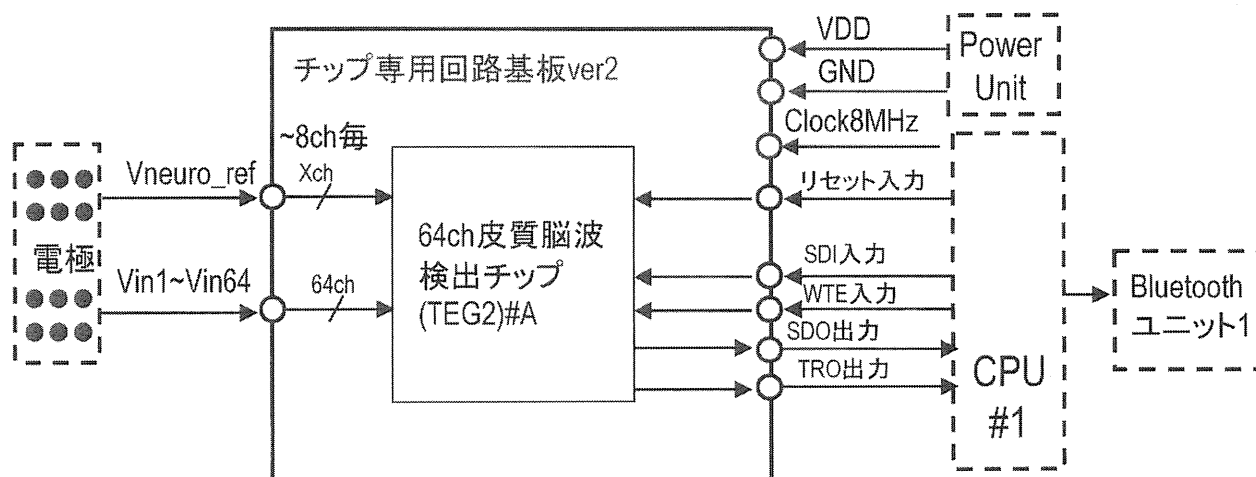 チップ専用回路基板ver2
VDD
GND
Power
Unit
Clock8MHz
~8ch毎
Xch
Vneuro_ref
リセット入力
電極
Vin1~Vin64
64ch
64ch皮質脳波
検出チップ
(TEG2)#A
SDI入力
WTE入力
SDO出力
TRO出力
CPU
#1
Bluetooth
ユニット1